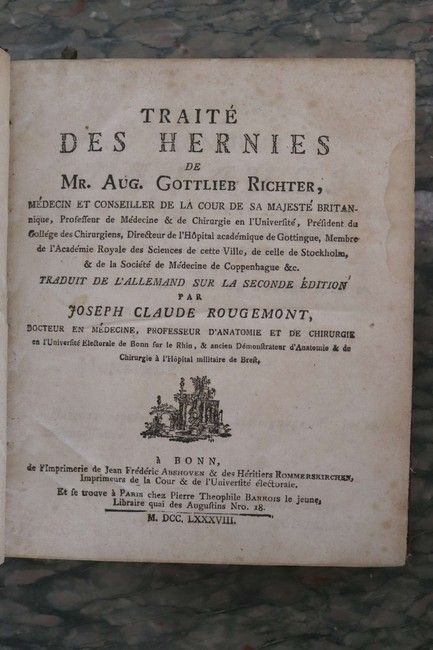 TRAITÉ
DES HERNIES
DE
MR. AUG. GOTTLIEB RICHTER,
MÉDECIN ET CONSEILLER DE LA COUR DE SA MAJESTÉ BRITAN-
nique, Profeſſeur de Médecine & de Chirurgie en l'Univerſité, Préſident du
Collége des Chirurgiens, Directeur de l'Hôpital académique de Gottingue, Membre
de l'Académie Royale des Sciences de cette Ville, de celle de Stockholm,
& de la Société de Médecine de Coppenhague &c.
TRADUIT DE L'ALLEMAND SUR LA SECONDE ÉDITION
PAR
JOSEPH CLAUDE ROUGEMONT,
DOCTEUR EN MÉDECINE, PROFESSEUR D'ANATOMIE ET DE CHIRURGIE
en l'Univerſité Electorale de Bonn ſur le Rhin, & ancien Démonſtrateur d'Anatomie & de
Chirurgie à l'Hôpital militaire de Breſt,
à BONN,
de l'Imprimerie de Jean Fréderic ABSHOVEN & des Héritiers ROMMERSKIRCHEN,
Imprimeurs de la Cour & de l'Univerſité électoraie.
Et ſe trouve à PARIS chez Pierre Theophile BARROIS le jeune,
Libraire quai des Auguſtins Nro. 18.
M. DCC. LXXXVIII.